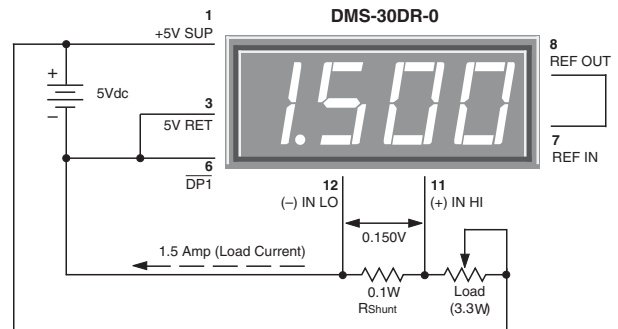 DMS-30DR-0
1
+5V SUP
8
REF OUT
+
5Vdc
−
1.500
3
5V RET
7
REF IN
6
DP1
12
(–) IN LO
11
(+) IN HI
0.150V
1.5 Amp (Load Current)
0.1W
RShunt
Load
(3.3W)